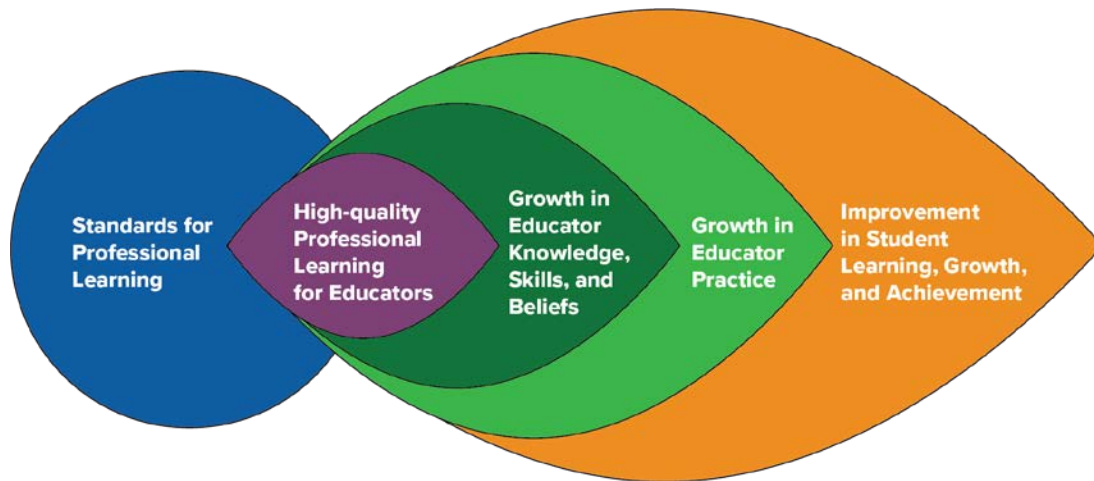 Standards for
Professional
Learning
High-quality
Professional
Learning
for Educators
Growth in
Educator
Knowledge,
Skills, and
Beliefs
Growth in
Educator
Practice
Improvement
in Student
Learning, Growth,
and Achievement